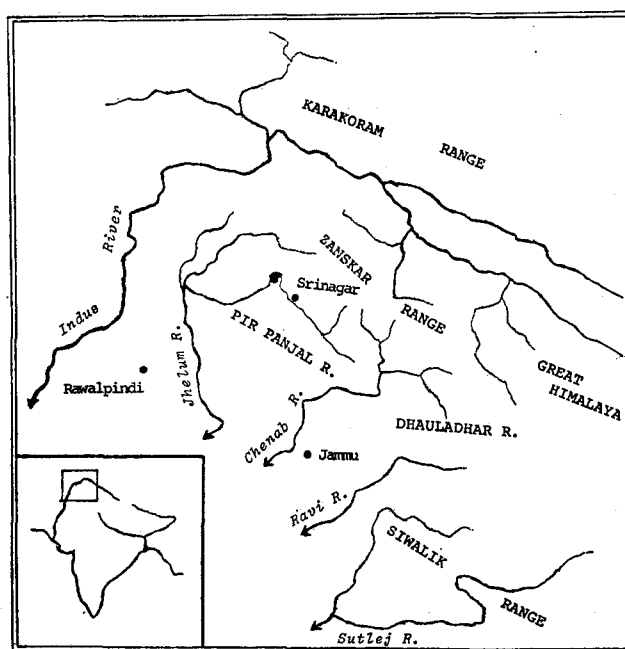 KARAKORAM RANGE
ZANSKAR RANGE
Indus River
Srinagar
PIR PANJAL R.
GREAT
HIMALAYA
Rawalpindi
Jhelum R.
Chenab R.
DHAULADHAR R.
Jammu
Ravi R.
SIWALIK RANGE
Sutlej R.